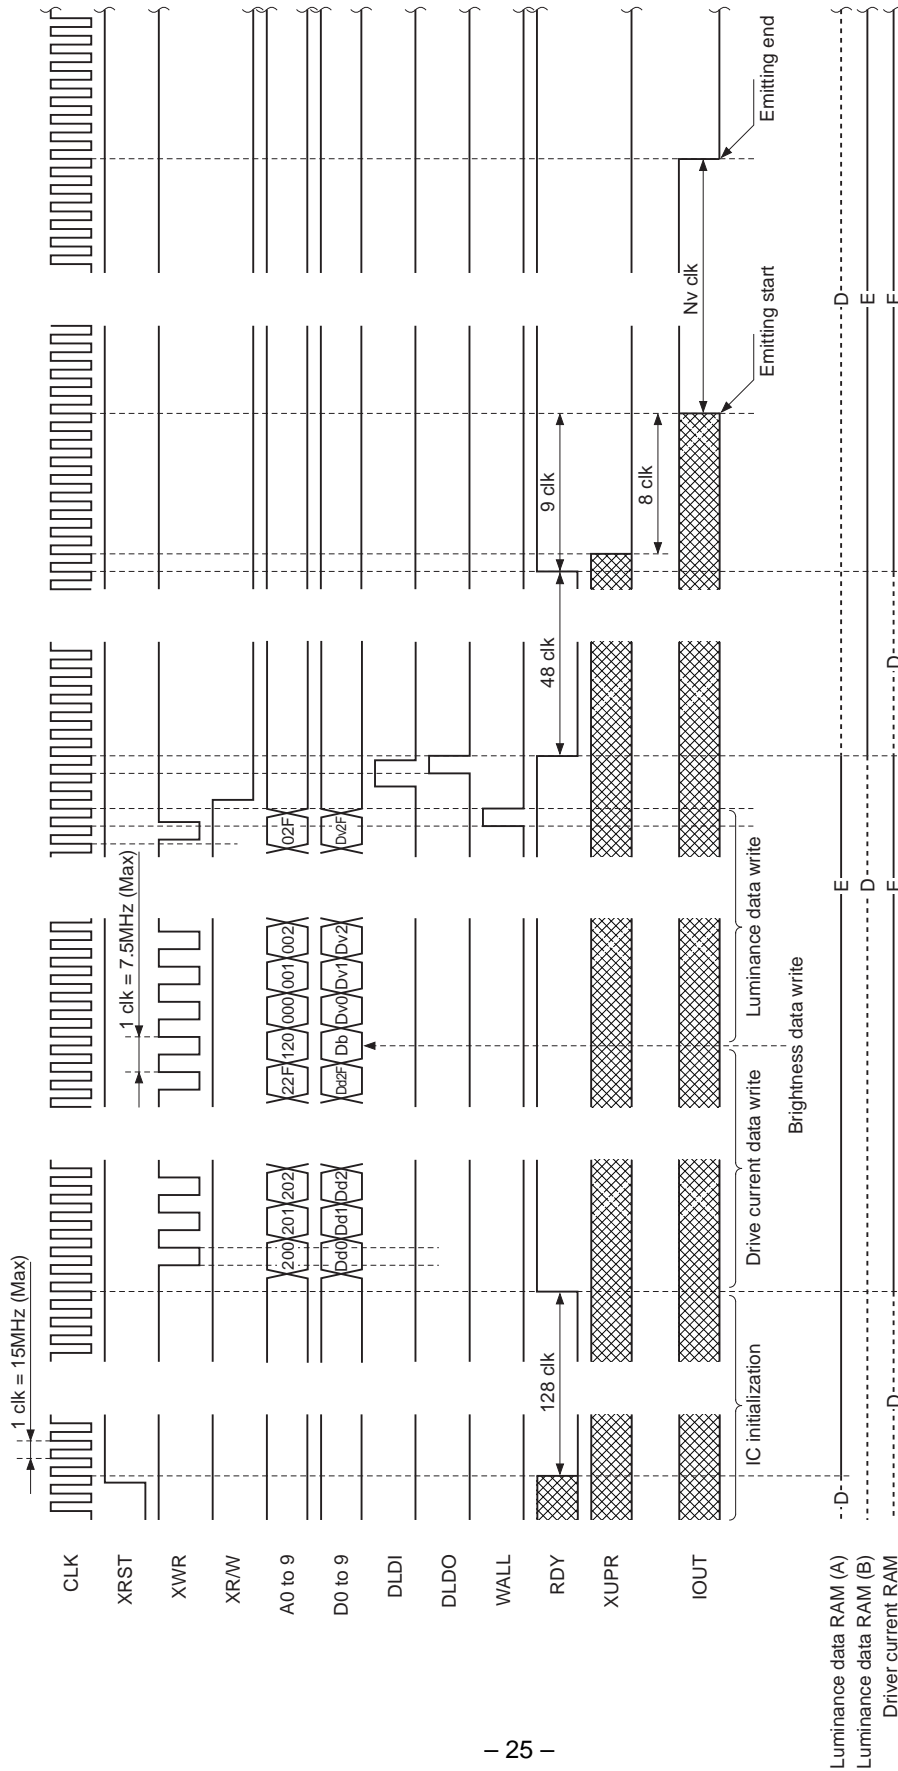 CLK
XRST
XWR
XR/W
A0 to 9
D0 to 9
DLDI
DLDO
WALL
RDY
XUPR
IOUT
Luminance data RAM (A)
Luminance data RAM (B)
Driver current RAM
1 clk = 15MHz (Max)
1 clk = 7.5MHz (Max)
200 201 202
22F 120 000 001 002
02F
Dd0 Dd1 Dd2
Dd2F Db Dv0 Dv1 Dv2
Dv2F
128 clk
48 clk
9 clk
8 clk
Nv clk
Emitting start
Emitting end
IC initialization
Drive current data write
Brightness data write
Luminance data write
D E D
D E
D F D F
– 25 –